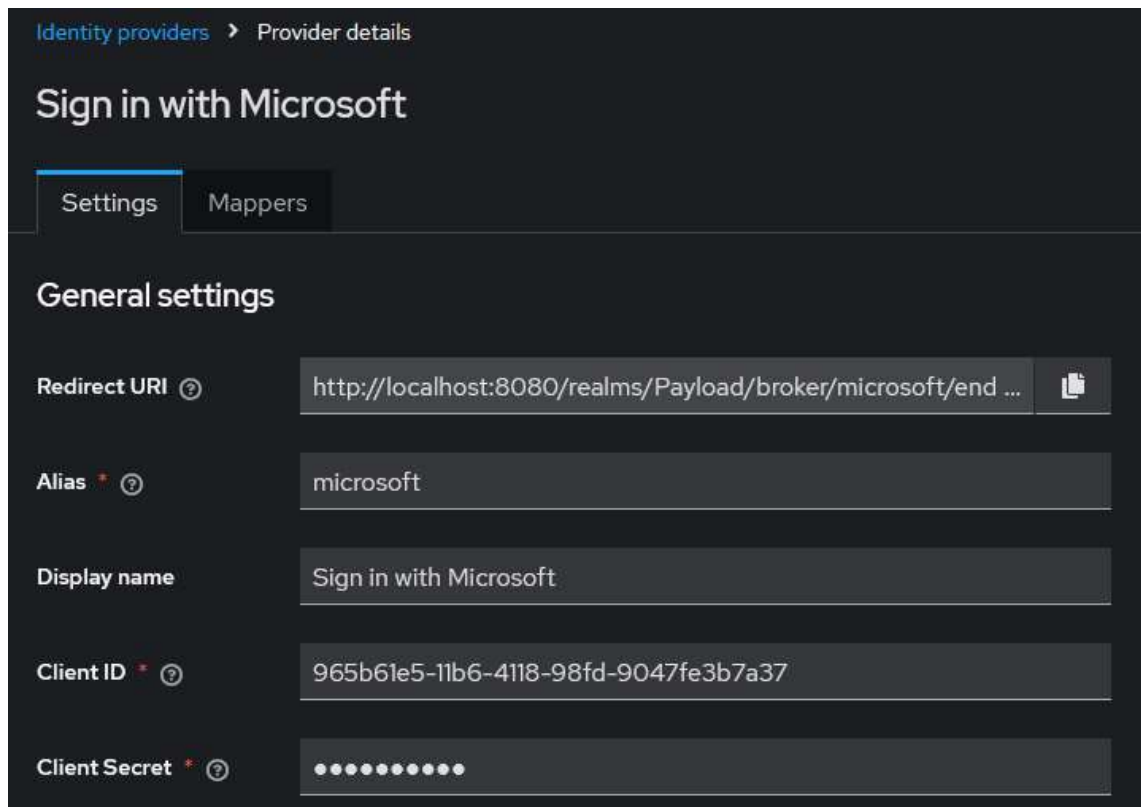 Identity providers > Provider details
Sign in with Microsoft
Settings Mappers
General settings
Redirect URI http://localhost:8080/realms/Payload/broker/microsoft/end ...
Alias * microsoft
Display name Sign in with Microsoft
Client ID * 965b61e5-11b6-4118-98fd-9047fe3b7a37
Client Secret * ●●●●●●●●●●